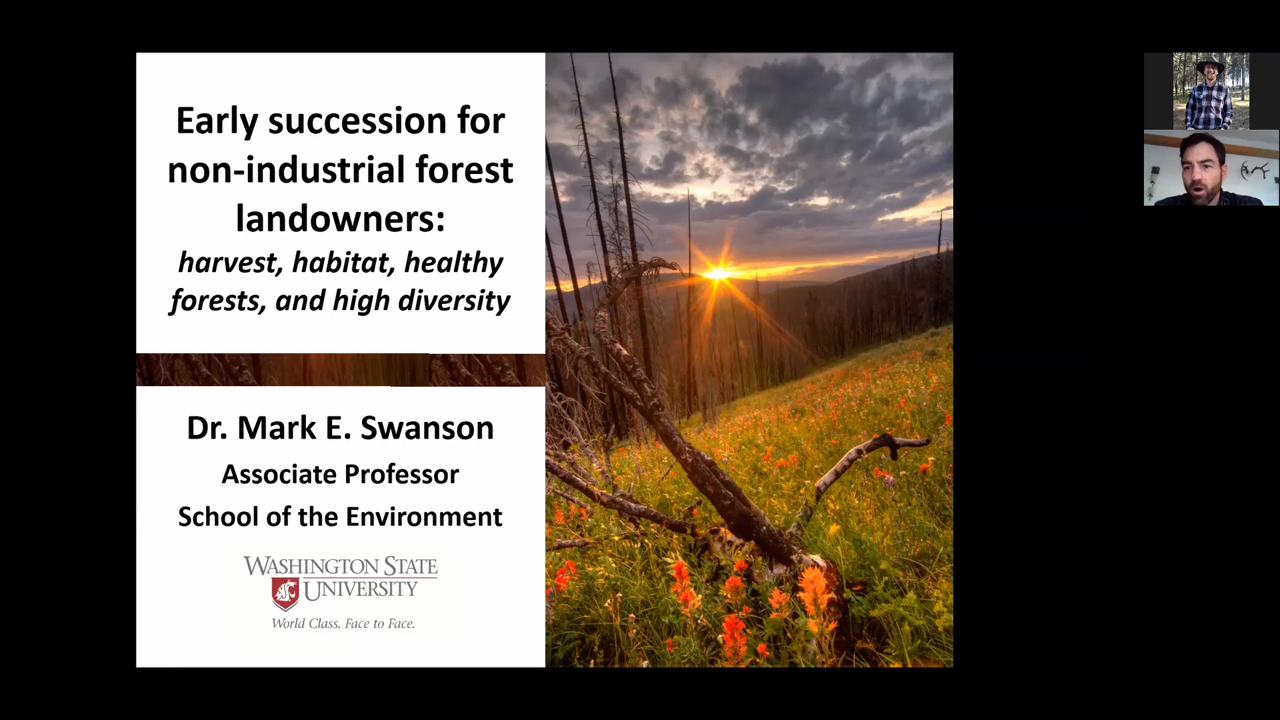 Early succession for
non-industrial forest
landowners:
harvest, habitat, healthy
forests, and high diversity
Dr. Mark E. Swanson
Associate Professor
School of the Environment
WASHINGTON STATE
UNIVERSITY
World Class. Face to Face.